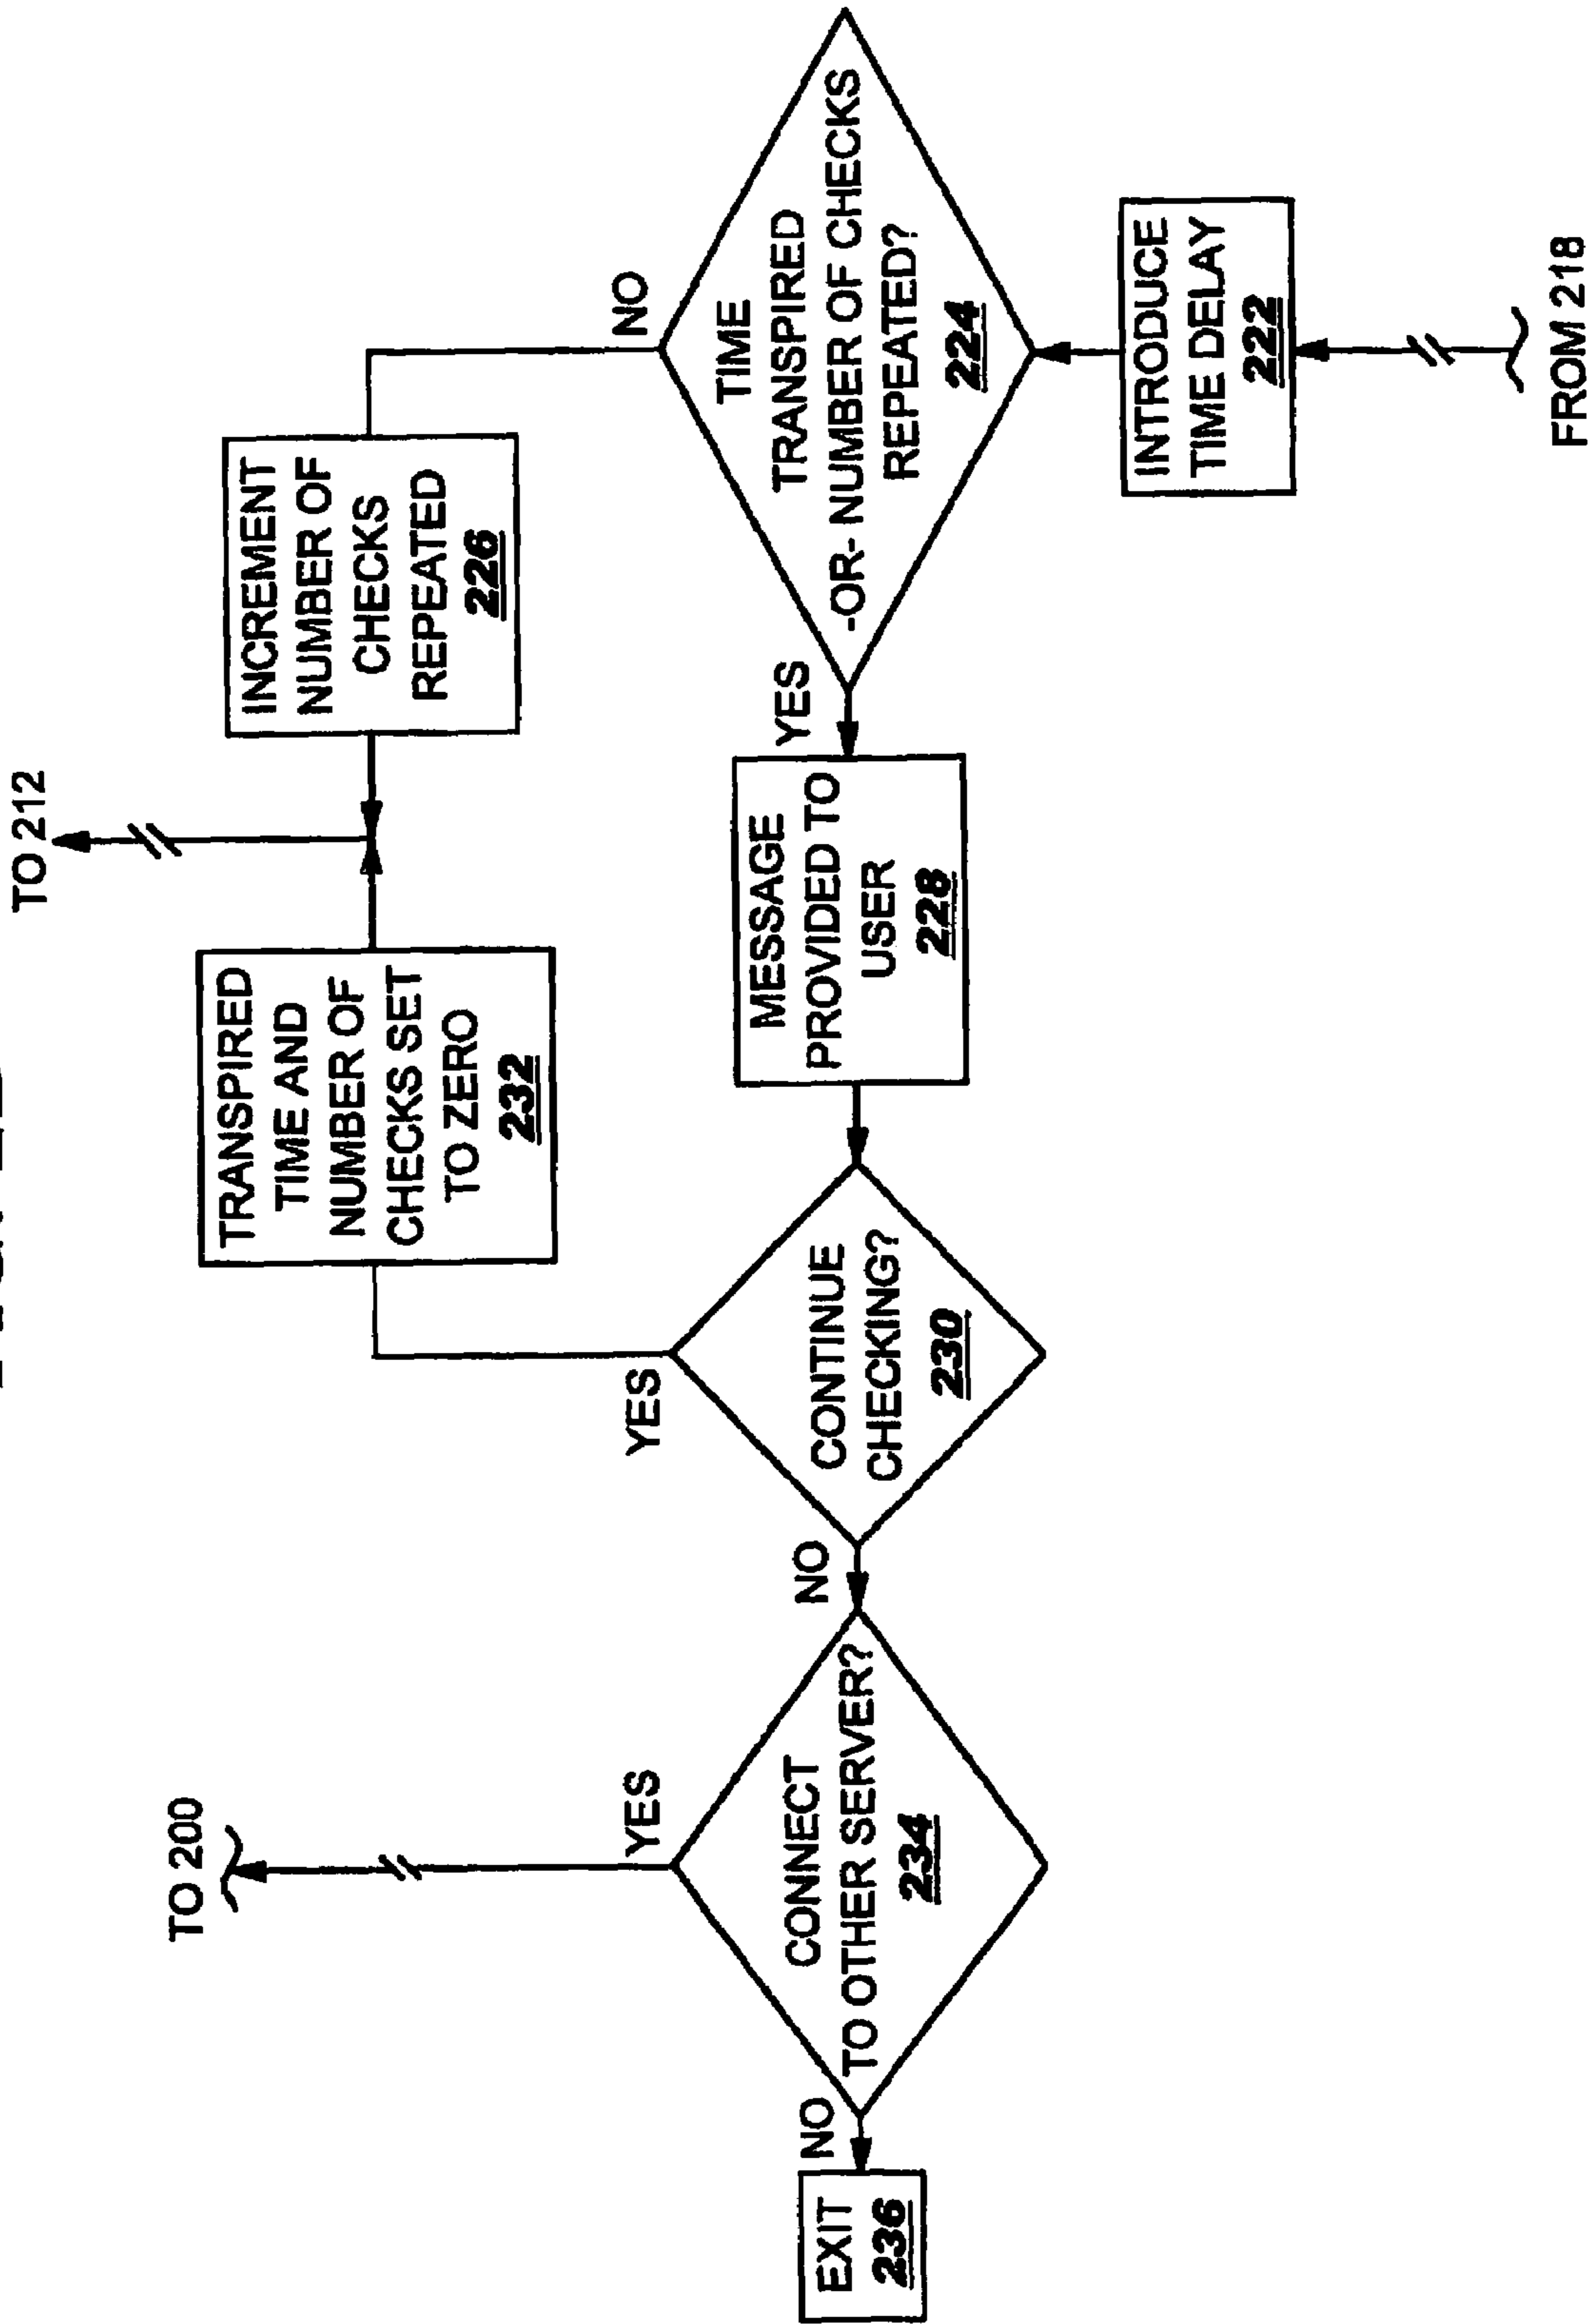 TO 212
TO 200
TRANSPIRED
TIME AND
NUMBER OF
CHECKS SET
TO ZERO
232
INCREMENT
NUMBER OF
CHECKS
REPEATED
226
YES
YES
NO
EXIT
236
NO
CONNECT
TO OTHER SERVER?
234
NO
CONTINUE
CHECKING?
230
MESSAGE
PROVIDED TO
USER
228
YES
TIME
TRANSPIRED
-OR- NUMBER OF CHECKS
REPEATED?
224
INTRODUCE
TIME DELAY
222
FROM 218